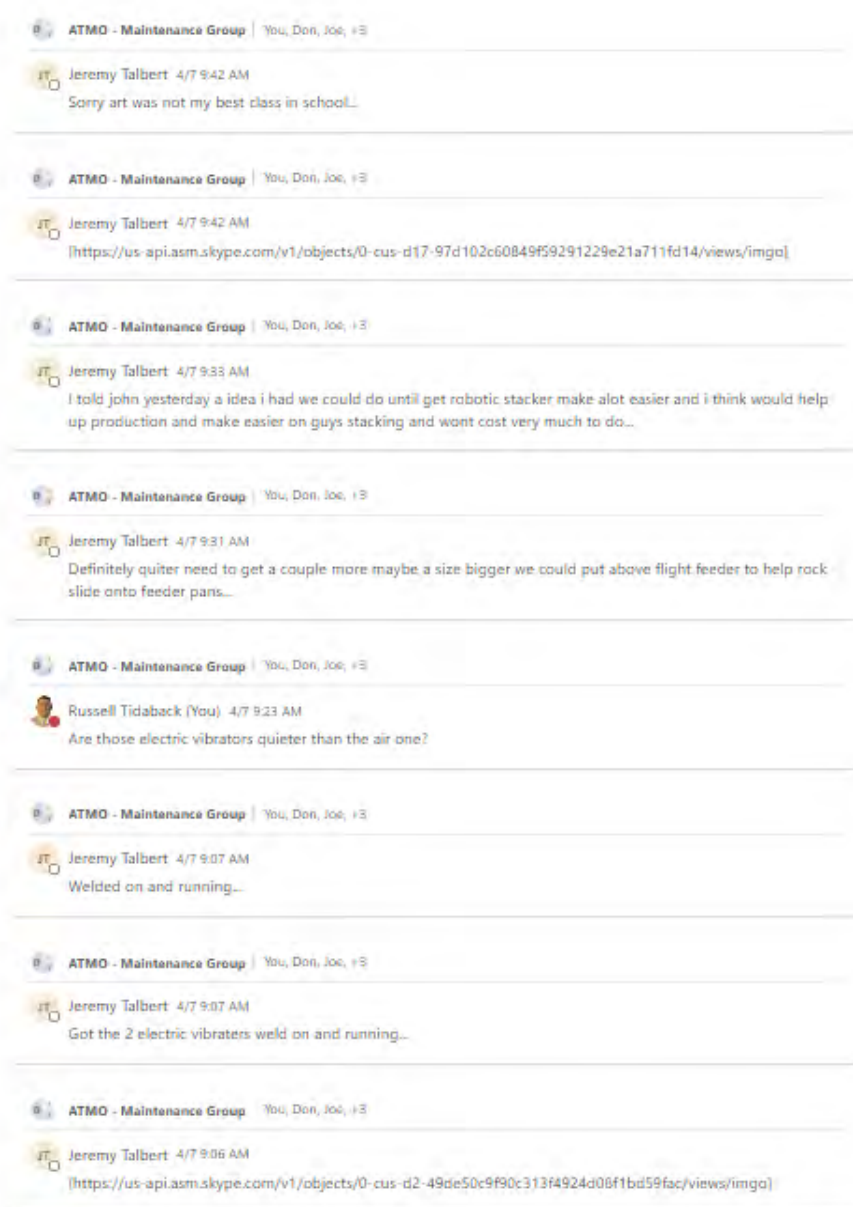 ATMO - Maintenance Group | You, Don, Joe, +3
JT Jeremy Talbert 4/7 9:42 AM
Sorry art was not my best class in school...
ATMO - Maintenance Group | You, Don, Joe, +3
JT Jeremy Talbert 4/7 9:42 AM
[https://us-api.asm.skype.com/v1/objects/0-cus-d17-97d102c60849f59291229e21a711fd14/views/imgo]
ATMO - Maintenance Group | You, Don, Joe, +3
JT Jeremy Talbert 4/7 9:33 AM
I told john yesterday a idea i had we could do until get robotic stacker make alot easier and i think would help
up production and make easier on guys stacking and wont cost very much to do...
ATMO - Maintenance Group | You, Don, Joe, +3
JT Jeremy Talbert 4/7 9:31 AM
Definitely quiter need to get a couple more maybe a size bigger we could put above flight feeder to help rock
slide onto feeder pans...
ATMO - Maintenance Group | You, Don, Joe, +3
Russell Tidaback (You) 4/7 9:23 AM
Are those electric vibrators quieter than the air one?
ATMO - Maintenance Group | You, Don, Joe, +3
JT Jeremy Talbert 4/7 9:07 AM
Welded on and running...
ATMO - Maintenance Group | You, Don, Joe, +3
JT Jeremy Talbert 4/7 9:07 AM
Got the 2 electric vibraters weld on and running...
ATMO - Maintenance Group You, Don, Joe, +3
JT Jeremy Talbert 4/7 9:06 AM
[https://us-api.asm.skype.com/v1/objects/0-cus-d2-49de50c9f90c313f4924d08f1bd59fac/views/imgo]